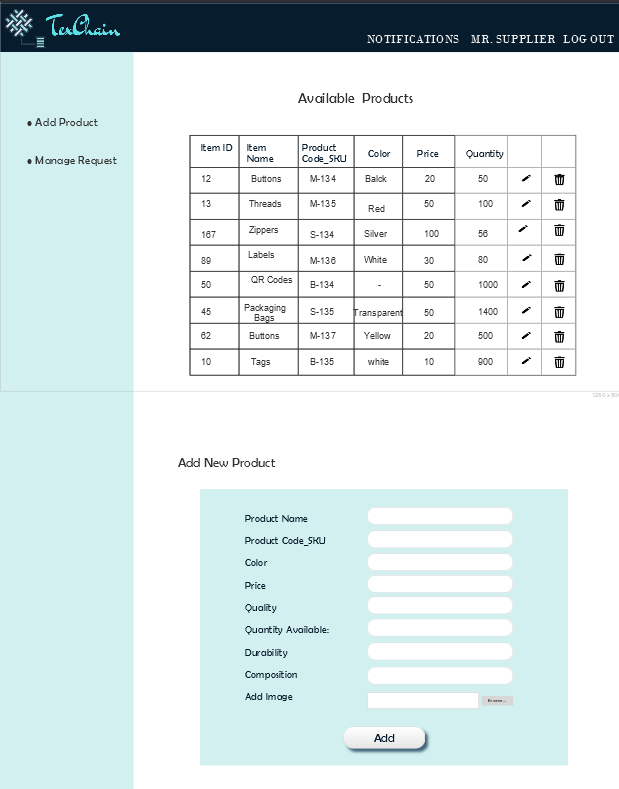 TexChain
NOTIFICATIONS MR. SUPPLIER LOG OUT
Available Products
• Add Product
• Manage Request
Item ID Item Name Product Code_SKU Color Price Quantity
12 Buttons M-134 Balck 20 50
13 Threads M-135 Red 50 100
167 Zippers S-134 Silver 100 56
89 Labels M-136 White 30 80
50 QR Codes B-134 - 50 1000
45 Packaging Bags S-135 Transparent 50 1400
62 Buttons M-137 Yellow 20 500
10 Tags B-135 white 10 900
Add New Product
Product Name
Product Code_SKU
Color
Price
Quality
Quantity Available:
Durability
Composition
Add Image Browse...
Add